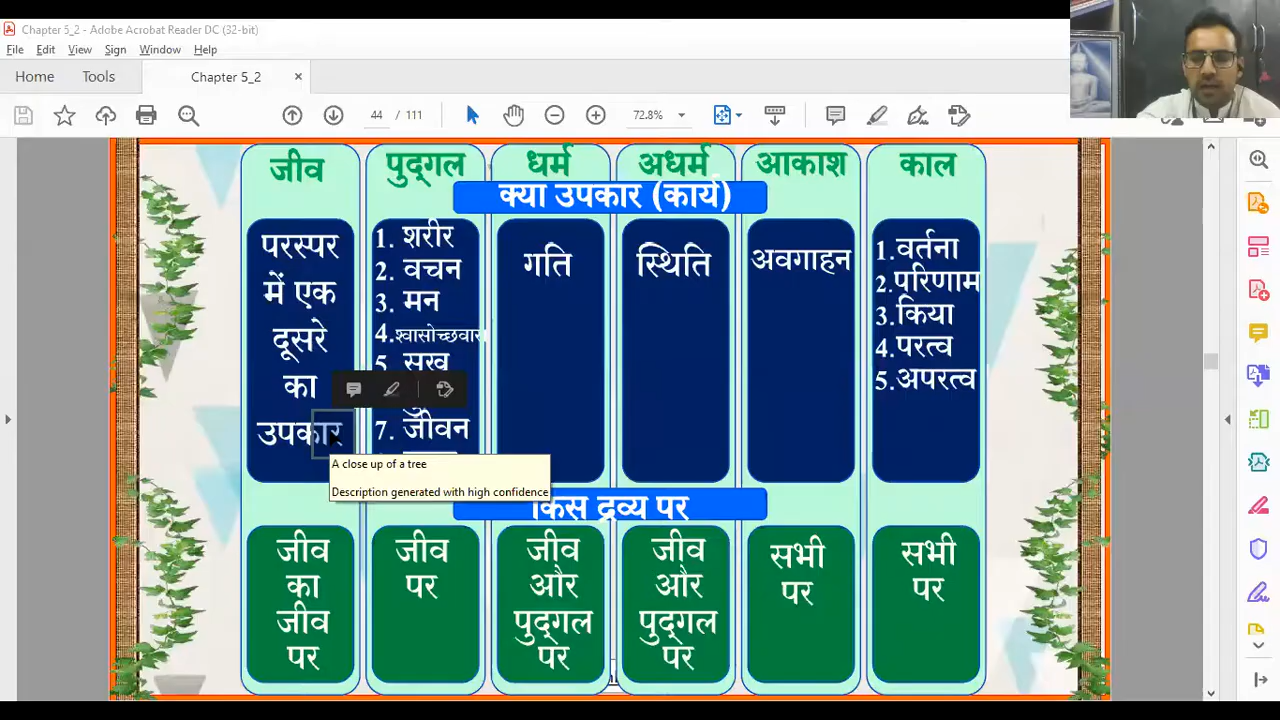 Chapter 5_2 - Adobe Acrobat Reader DC (32-bit)
File Edit View Sign Window Help
Home Tools Chapter 5_2 ×
44 / 111 72.8%
जीव पुद्गल धर्म अधर्म आकाश काल
क्या उपकार (कार्य)
परस्पर
में एक
दूसरे
का
उपकार
1. शरीर
2. वचन
3. मन
4.श्वासोच्छवास
5. सुख
7. जीवन
गति
स्थिति
अवगाहन
1.वर्तना
2.परिणाम
3.किया
4.परत्व
5.अपरत्व
A close up of a tree
Description generated with high confidence
किस द्रव्य पर
जीव
का
जीव
पर
जीव
पर
जीव
और
पुद्गल
पर
जीव
और
पुद्गल
पर
सभी
पर
सभी
पर